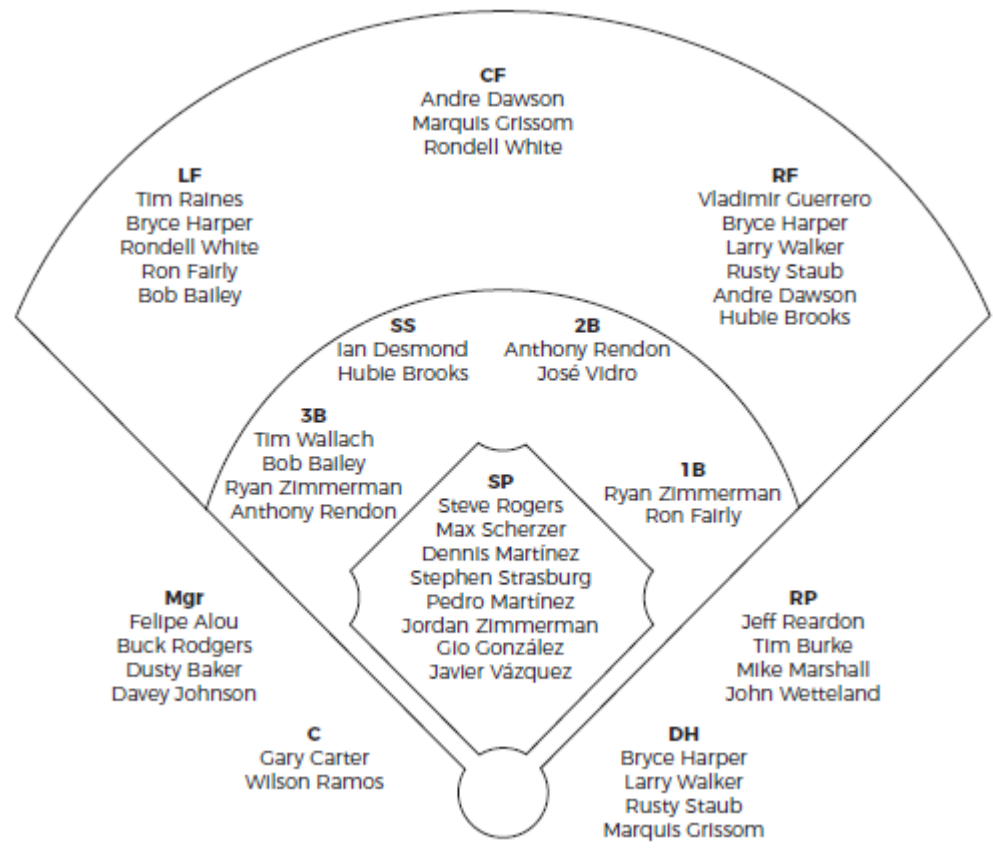 CF
Andre Dawson
Marquis Grissom
Rondell White
LF
Tim Raines
Bryce Harper
Rondell White
Ron Fairly
Bob Bailey
RF
Vladimir Guerrero
Bryce Harper
Larry Walker
Rusty Staub
Andre Dawson
Hubie Brooks
SS
Ian Desmond
Hubie Brooks
2B
Anthony Rendon
José Vidro
3B
Tim Wallach
Bob Bailey
Ryan Zimmerman
Anthony Rendon
SP
Steve Rogers
Max Scherzer
Dennis Martínez
Stephen Strasburg
Pedro Martínez
Jordan Zimmerman
Gio González
Javier Vázquez
1B
Ryan Zimmerman
Ron Fairly
Mgr
Felipe Alou
Buck Rodgers
Dusty Baker
Davey Johnson
RP
Jeff Reardon
Tim Burke
Mike Marshall
John Wetteland
C
Gary Carter
Wilson Ramos
DH
Bryce Harper
Larry Walker
Rusty Staub
Marquis Grissom